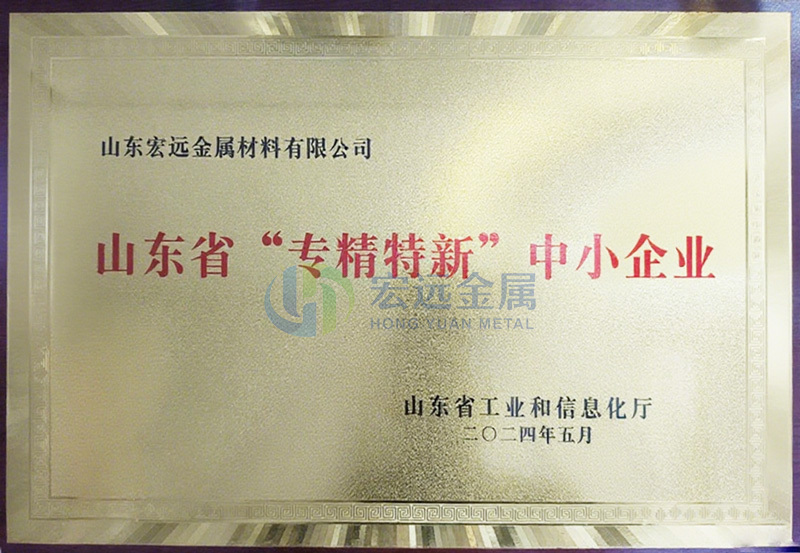 山东宏远金属材料有限公司
山东省“专精特新”中小企业
宏远金属
HONG YUAN METAL
山东省工业和信息化厅
二〇二四年五月